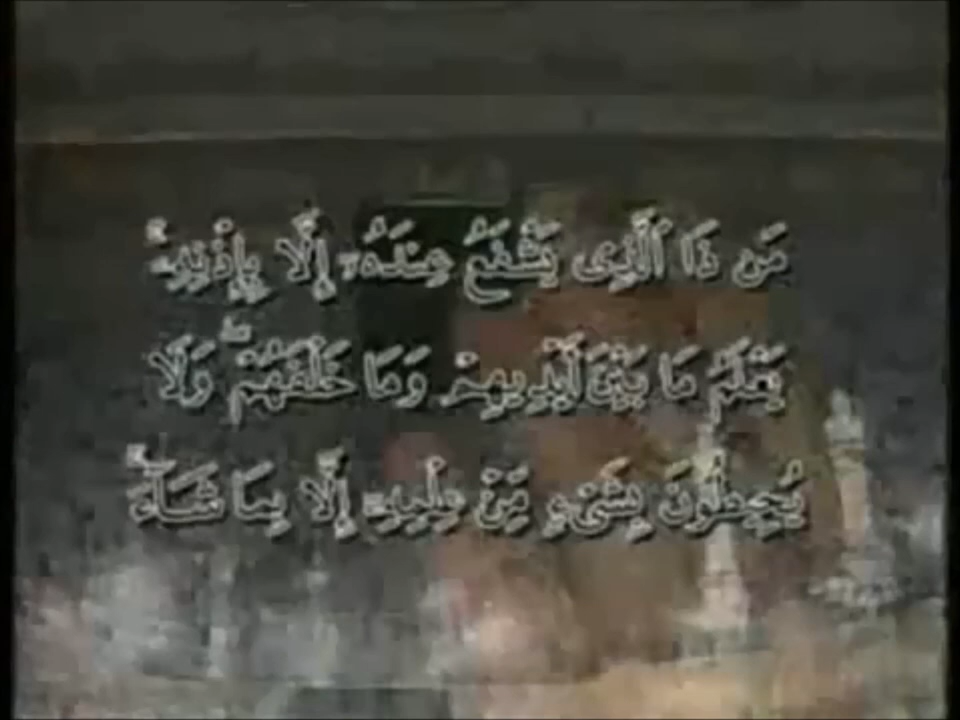 مَن ذَا ٱلَّذِى يَشْفَعُ عِندَهُۥٓ إِلَّا بِإِذْنِهِۦ ۚ
يَعْلَمُ مَا بَيْنَ أَيْدِيهِمْ وَمَا خَلْفَهُمْ ۖ وَلَا
يُحِيطُونَ بِشَىْءٍ مِّنْ عِلْمِهِۦٓ إِلَّا بِمَا شَآءَ ۚ